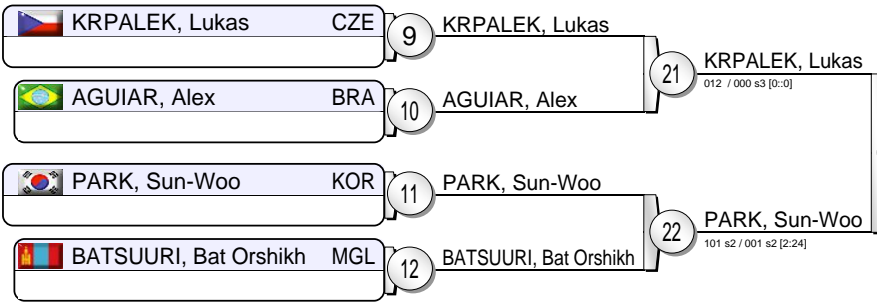 KRPALEK, Lukas CZE
9
KRPALEK, Lukas
AGUIAR, Alex BRA
10
AGUIAR, Alex
21
KRPALEK, Lukas
012 / 000 s3 [0::0]
PARK, Sun-Woo KOR
11
PARK, Sun-Woo
BATSUURI, Bat Orshikh MGL
12
BATSUURI, Bat Orshikh
22
PARK, Sun-Woo
101 s2 / 001 s2 [2:24]